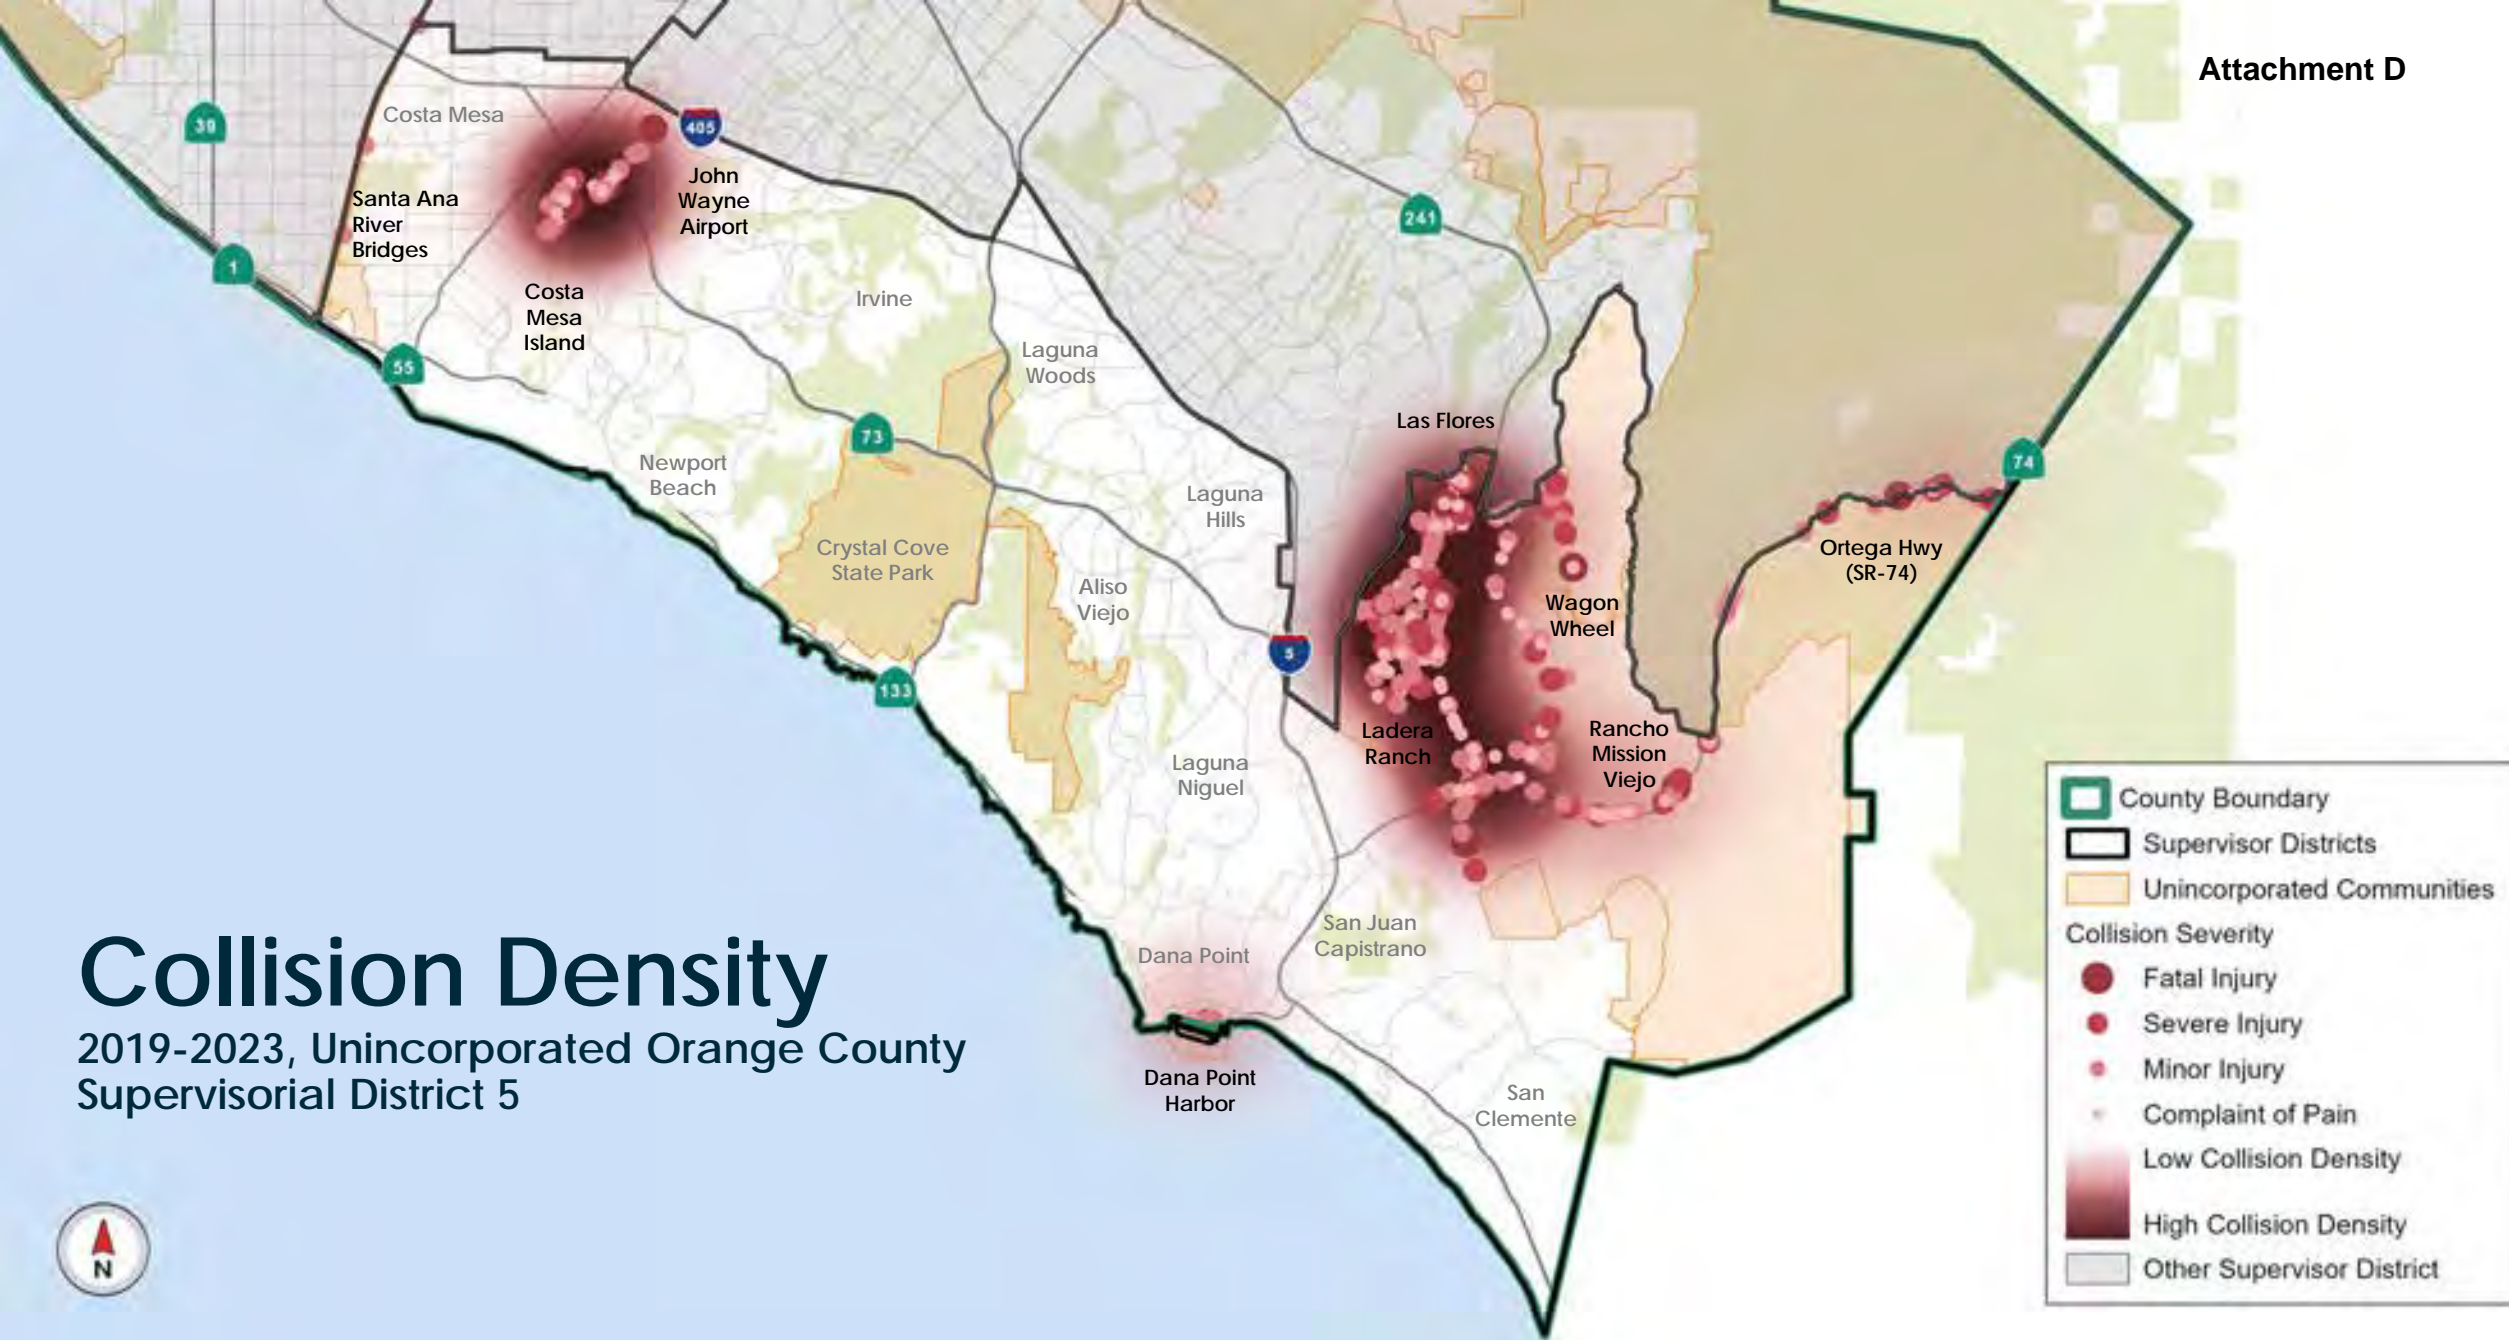 Attachment D
39
Costa Mesa
405
John
Wayne
Airport
Santa Ana
River
Bridges
241
1
Costa
Mesa
Island
Irvine
55
Laguna
Woods
73
Las Flores
74
Newport
Beach
Laguna
Hills
Crystal Cove
State Park
Ortega Hwy
(SR-74)
Aliso
Viejo
Wagon
Wheel
5
133
Ladera
Ranch
Rancho
Mission
Viejo
Laguna
Niguel
San Juan
Capistrano
Dana Point
Dana Point
Harbor
San
Clemente
Collision Density
2019-2023, Unincorporated Orange County
Supervisorial District 5
N
County Boundary
Supervisor Districts
Unincorporated Communities
Collision Severity
Fatal Injury
Severe Injury
Minor Injury
Complaint of Pain
Low Collision Density
High Collision Density
Other Supervisor District